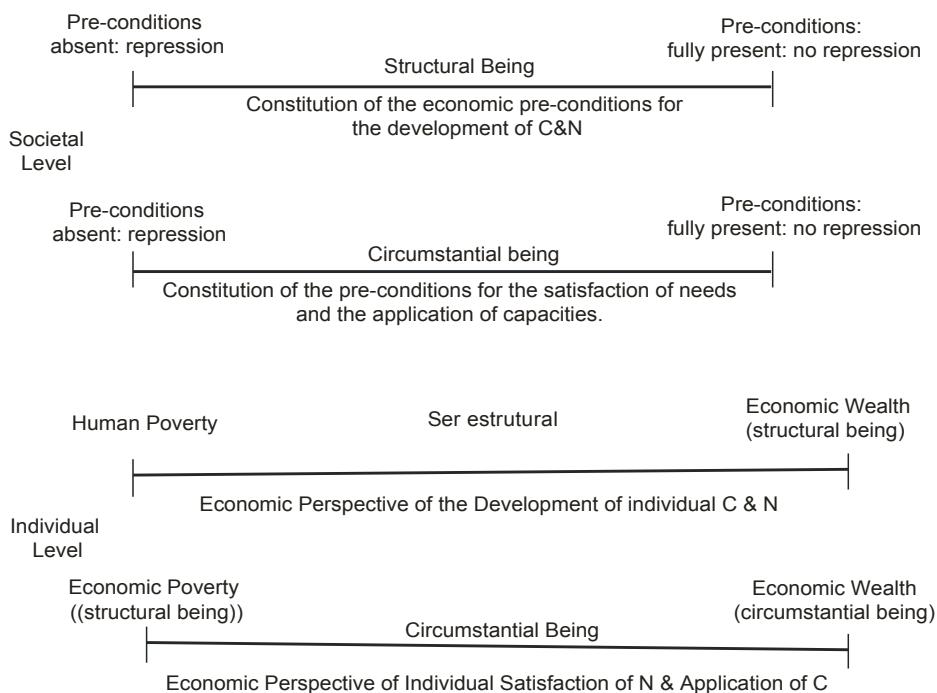 Pre-conditions
absent: repression
Pre-conditions:
fully present: no repression
Structural Being
Constitution of the economic pre-conditions for
the development of C&N
Societal
Level
Pre-conditions
absent: repression
Pre-conditions:
fully present: no repression
Circumstantial being
Constitution of the pre-conditions for the satisfaction of needs
and the application of capacities.
Human Poverty
Ser estrutural
Economic Wealth
(structural being)
Economic Perspective of the Development of individual C & N
Individual
Level
Economic Poverty
((structural being))
Economic Wealth
(circumstantial being)
Circumstantial Being
Economic Perspective of Individual Satisfaction of N & Application of C